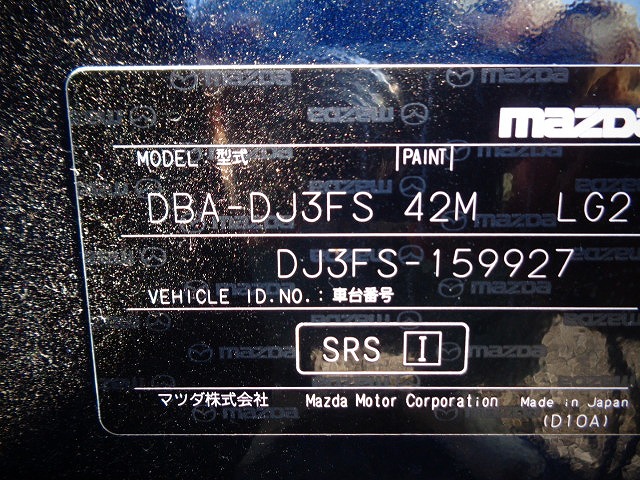 mazda
MODEL 型式 PAINT
DBA-DJ3FS 42M LG2
DJ3FS-159927
VEHICLE ID.NO.:車台番号
SRS I
マツダ株式会社 Mazda Motor Corporation Made in Japan
(D10A)